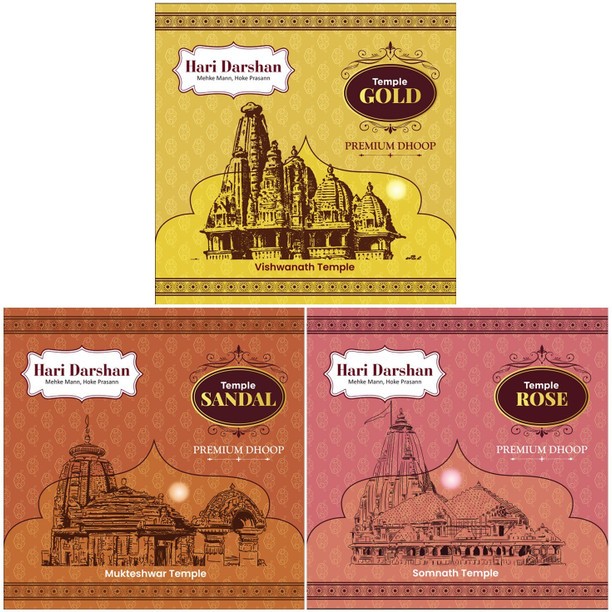 Hari Darshan
Mehke Mann, Hoke Prasann
Temple
GOLD
PREMIUM DHOOP
Vishwanath Temple
Hari Darshan
Mehke Mann, Hoke Prasann
Temple
SANDAL
PREMIUM DHOOP
Mukteshwar Temple
Hari Darshan
Mehke Mann, Hoke Prasann
Temple
ROSE
PREMIUM DHOOP
Somnath Temple